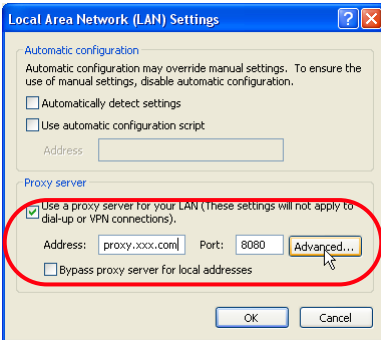 Local Area Network (LAN) Settings
Automatic configuration
Automatic configuration may override manual settings. To ensure the
use of manual settings, disable automatic configuration.
Automatically detect settings
Use automatic configuration script
Address
Proxy server
Use a proxy server for your LAN (These settings will not apply to
dial-up or VPN connections).
Address: proxy.xxx.com Port: 8080 Advanced...
Bypass proxy server for local addresses
OK Cancel